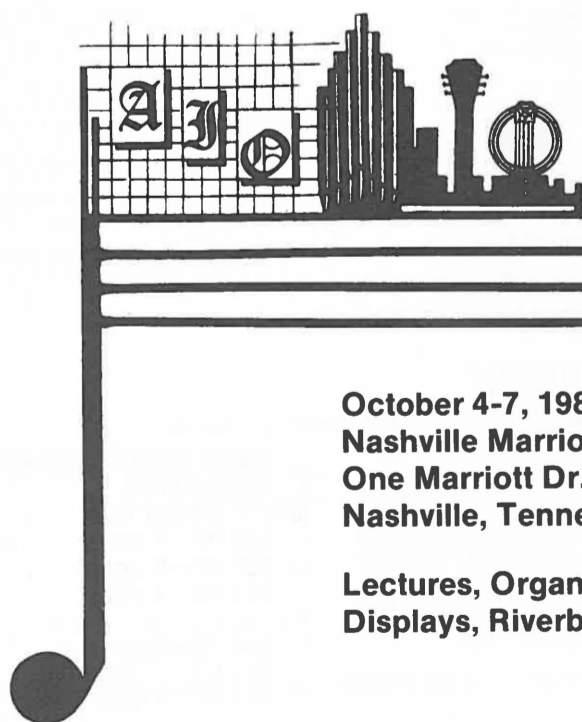 A I O
October 4-7, 198
Nashville Marrio
One Marriott Dr.
Nashville, Tenne
Lectures, Organ
Displays, Riverb